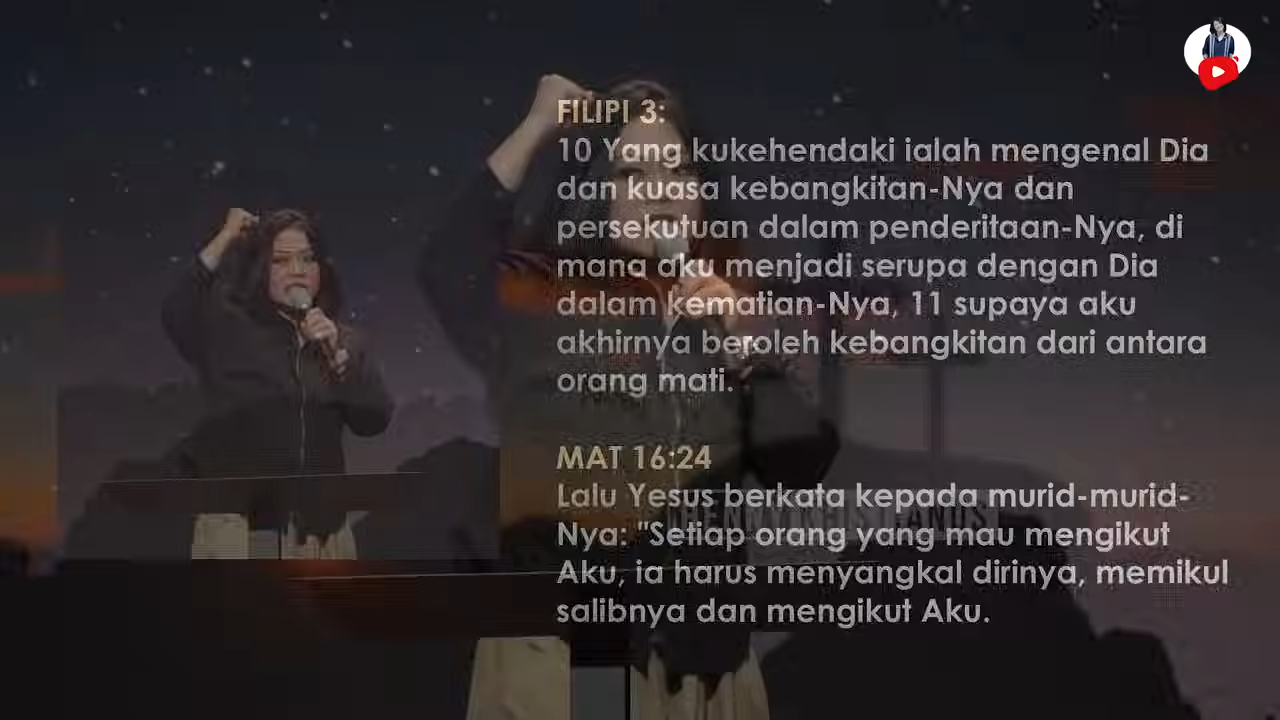 FILIPI 3:
10 Yang kukehendaki ialah mengenal Dia
dan kuasa kebangkitan-Nya dan
persekutuan dalam penderitaan-Nya, di
mana aku menjadi serupa dengan Dia
dalam kematian-Nya, 11 supaya aku
akhirnya beroleh kebangkitan dari antara
orang mati.
MAT 16:24
Lalu Yesus berkata kepada murid-murid-
Nya: "Setiap orang yang mau mengikut
Aku, ia harus menyangkal dirinya, memikul
salibnya dan mengikut Aku.